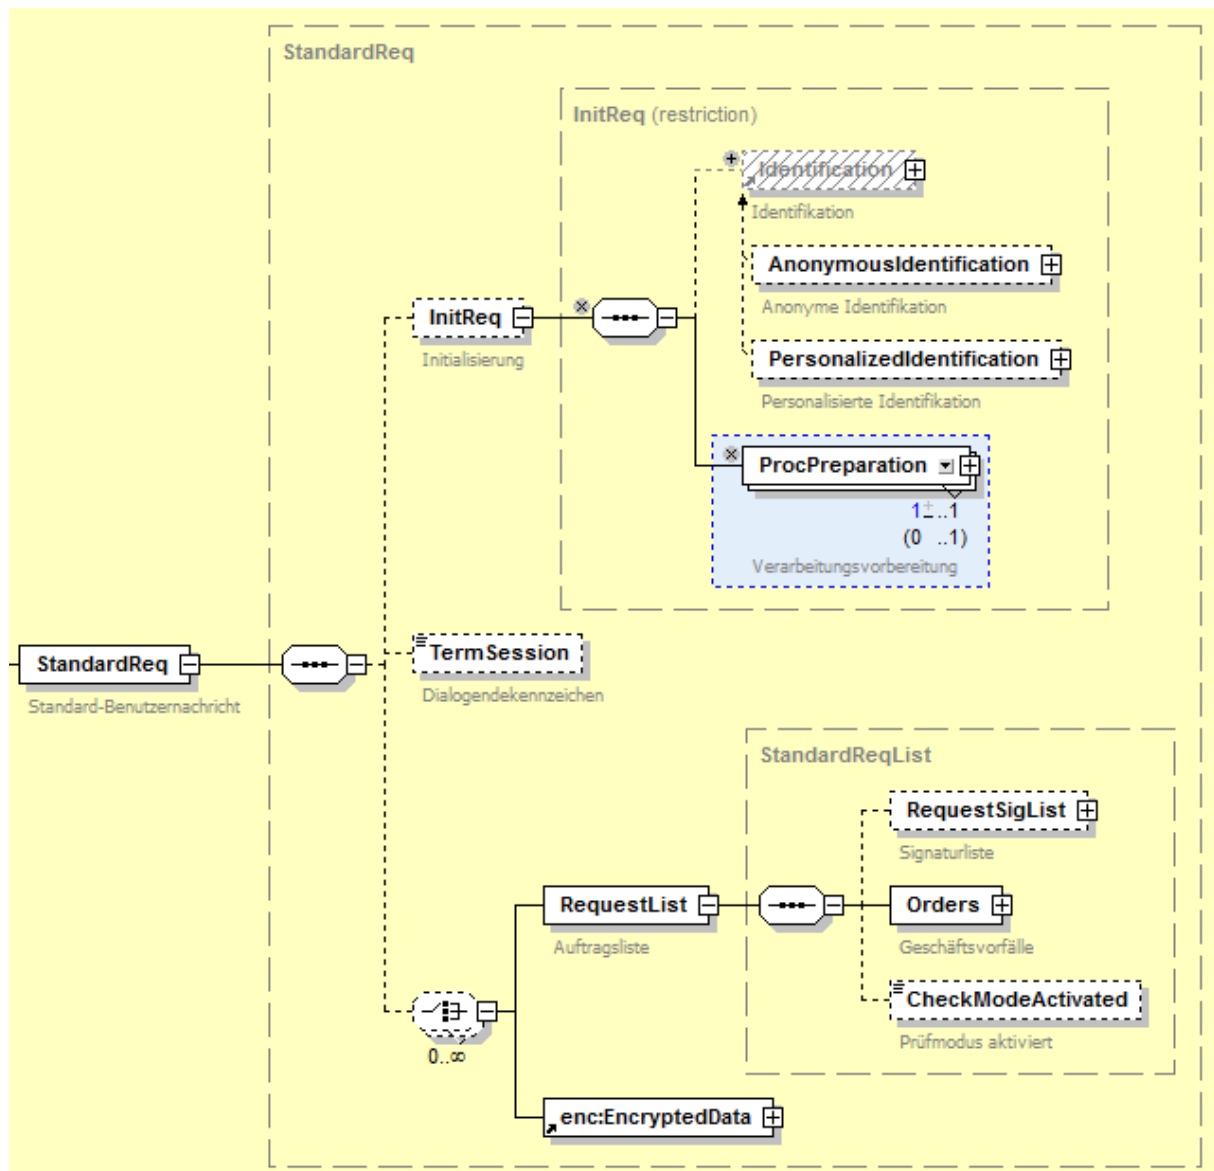 StandardReq
InitReq (restriction)
Identification
Identifikation
AnonymousIdentification
Anonyme Identifikation
InitReq
Initialisierung
PersonalizedIdentification
Personalisierte Identifikation
ProcPreparation
1 ± ..1
(0 ..1)
Verarbeitungsvorbereitung
StandardReq
Standard-Benutzernachricht
TermSession
Dialogendekennzeichen
StandardReqList
RequestSigList
Signaturliste
RequestList
Auftragsliste
Orders
Geschäftsvorfälle
CheckModeActivated
Prüfmodus aktiviert
0..∞
enc:EncryptedData